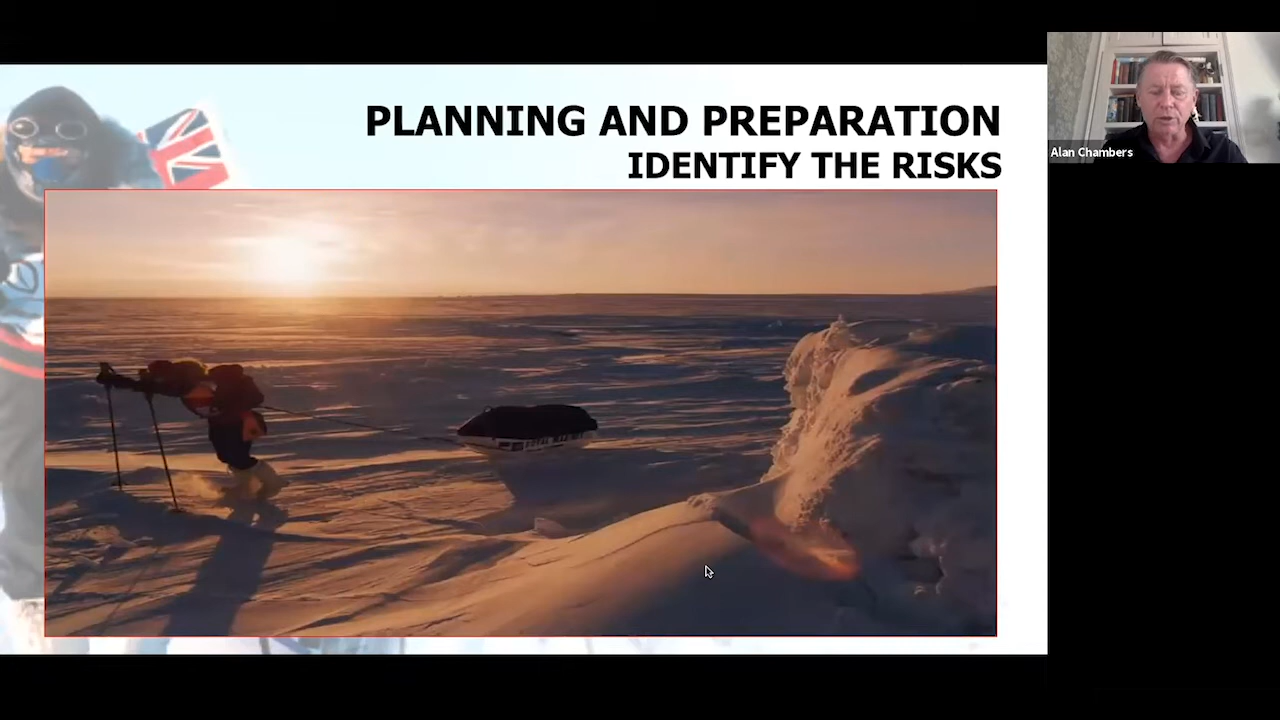 PLANNING AND PREPARATION
IDENTIFY THE RISKS
Alan Chambers